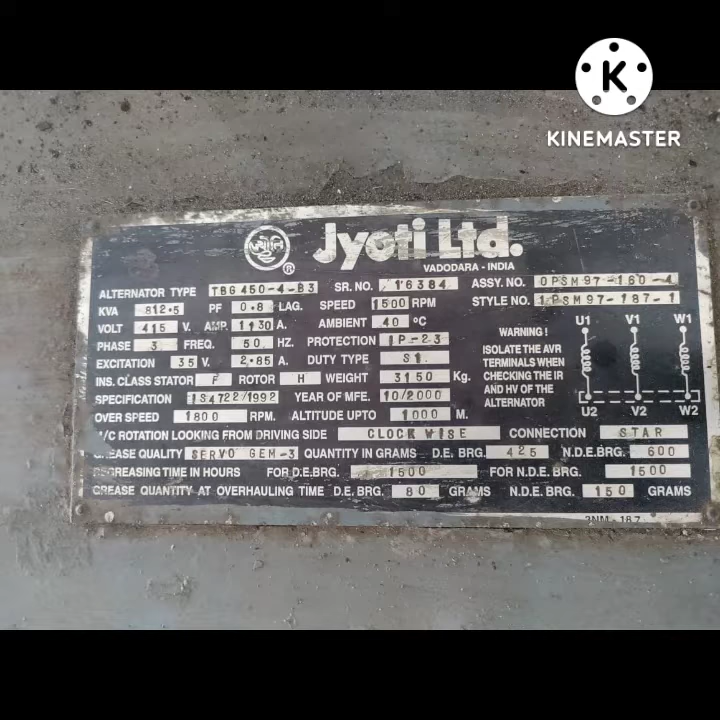 K
KINEMASTER
ज्योति
®
Jyoti Ltd.
VADODARA - INDIA
ALTERNATOR TYPE TBG 450-4-B3 SR. NO. 16384 ASSY. NO. 0PSM97-160-4
KVA 812.5 PF 0.8 LAG. SPEED 1500 RPM STYLE NO. 1PSM97-187-1
VOLT 415 V. AMP. 1130 A. AMBIENT 40 °C
PHASE 3 FREQ. 50 HZ. PROTECTION IP-23
EXCITATION 35 V. 2.85 A. DUTY TYPE S1.
INS. CLASS STATOR F ROTOR H WEIGHT 3150 Kg.
SPECIFICATION IS4722/1992 YEAR OF MFE. 10/2000
OVER SPEED 1800 RPM. ALTITUDE UPTO 1000 M.
WARNING !
ISOLATE THE AVR
TERMINALS WHEN
CHECKING THE IR
AND HV OF THE
ALTERNATOR
U1 V1 W1
U2 V2 W2
A/C ROTATION LOOKING FROM DRIVING SIDE CLOCK WISE CONNECTION STAR
GREASE QUALITY SERVO GEM-3 QUANTITY IN GRAMS D.E. BRG. 425 N.D.E.BRG. 600
REGREASING TIME IN HOURS FOR D.E.BRG. 1500 FOR N.D.E. BRG. 1500
GREASE QUANTITY AT OVERHAULING TIME D.E. BRG. 80 GRAMS N.D.E. BRG. 150 GRAMS